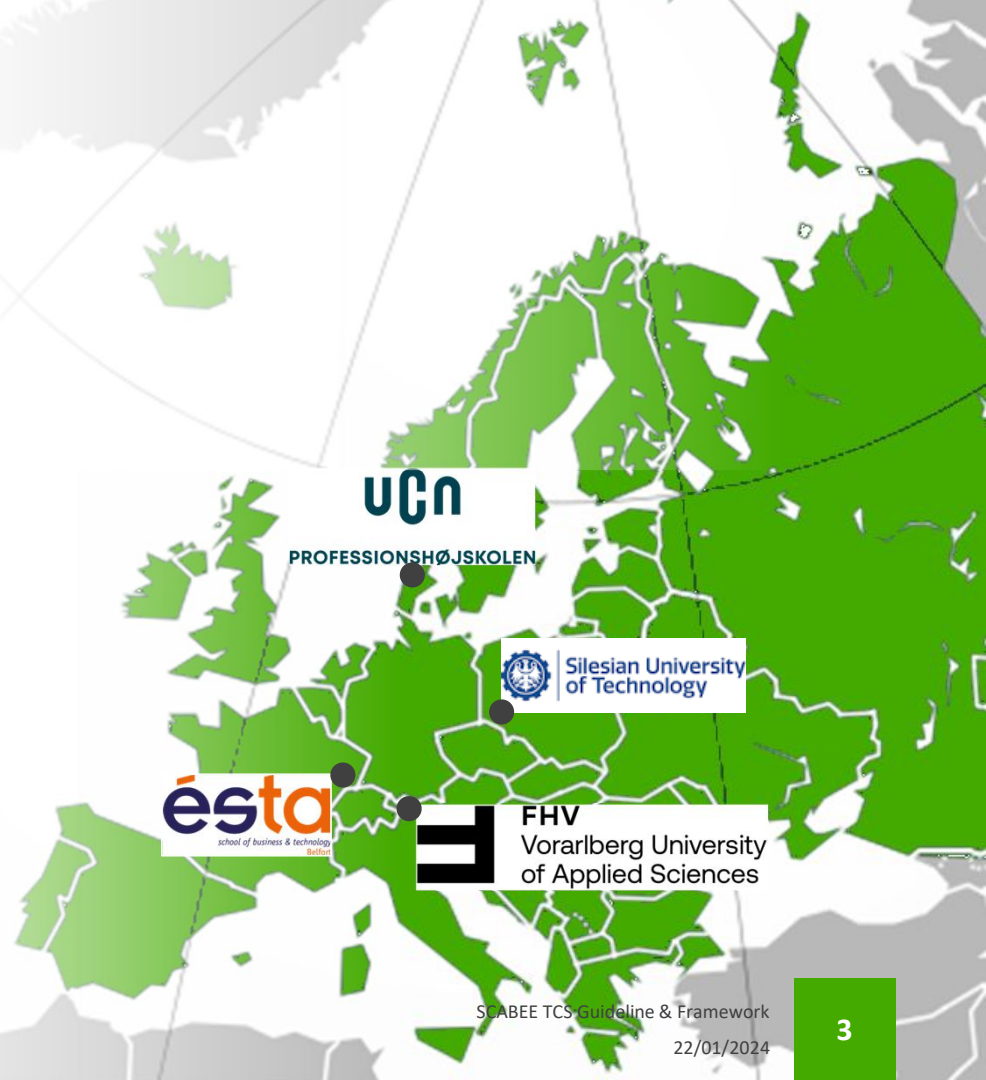 UCN
PROFESSIONSHØJSKOLEN
Silesian University
of Technology
ésta
school of business & technology
Belfort
FHV
Vorarlberg University
of Applied Sciences
SCABEE TCS Guideline & Framework
22/01/2024
3